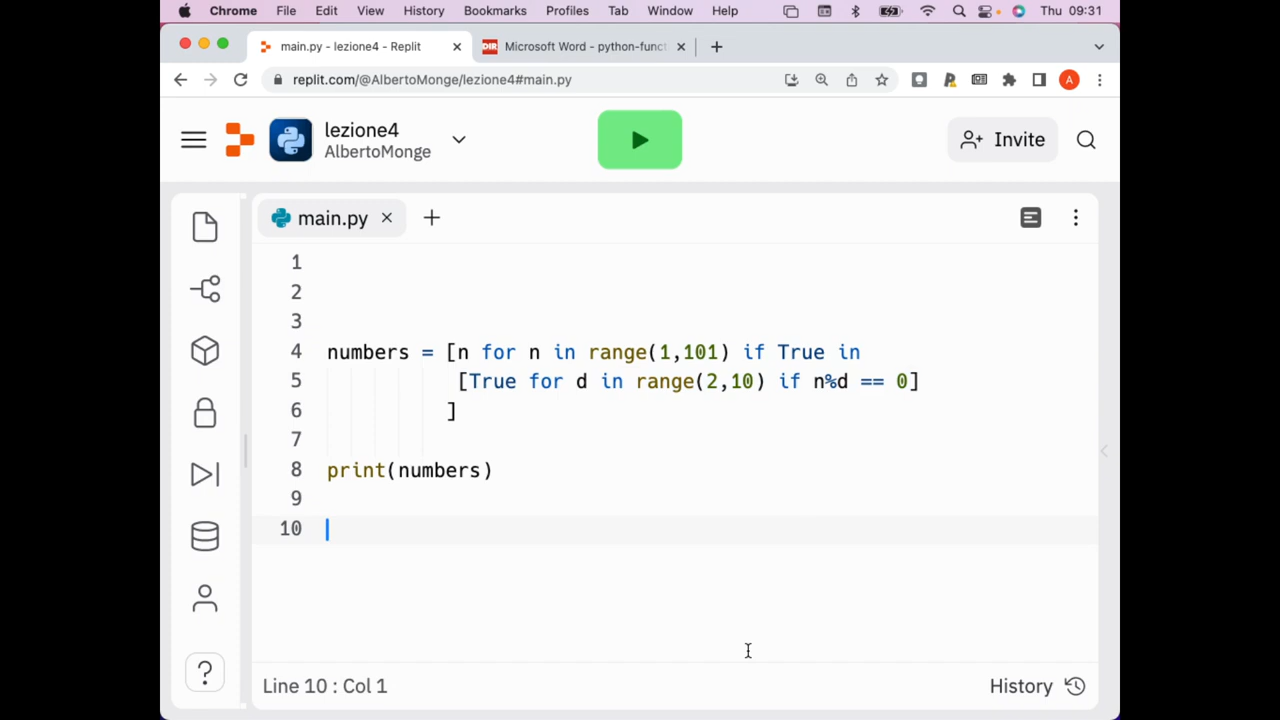 Chrome File Edit View History Bookmarks Profiles Tab Window Help Thu 09:31
main.py - lezione4 - Replit
DIR Microsoft Word - python-funct
replit.com/@AlbertoMonge/lezione4#main.py A
lezione4
AlbertoMonge
Invite
main.py
1
2
3
4 numbers = [n for n in range(1,101) if True in
5 [True for d in range(2,10) if n%d == 0]
6 ]
7
8 print(numbers)
9
10
?
Line 10 : Col 1 History